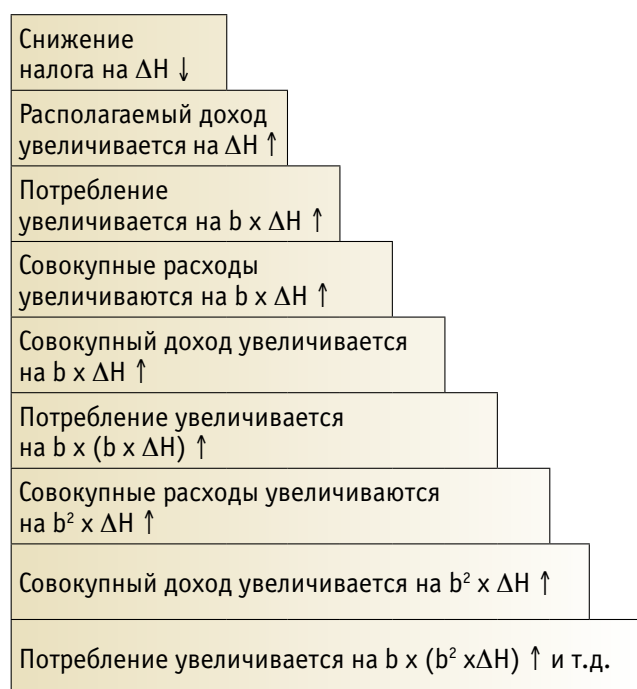 Снижение
налога на ΔН ↓
Располагаемый доход
увеличивается на ΔН ↑
Потребление
увеличивается на b x ΔН ↑
Совокупные расходы
увеличиваются на b x ΔН ↑
Совокупный доход увеличивается
на b x ΔН ↑
Потребление увеличивается
на b x (b x ΔН) ↑
Совокупные расходы увеличиваются
на b² x ΔН ↑
Совокупный доход увеличивается на b² x ΔН ↑
Потребление увеличивается на b x (b² xΔН) ↑ и т.д.